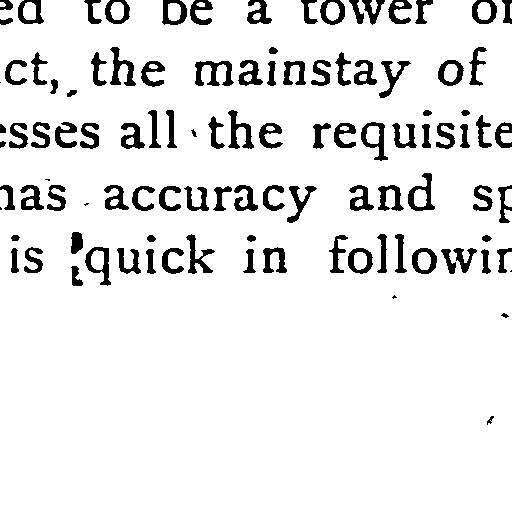 ed to be a tower of
ct, the mainstay of
esses all the requisite
has accuracy and sp
is quick in followin